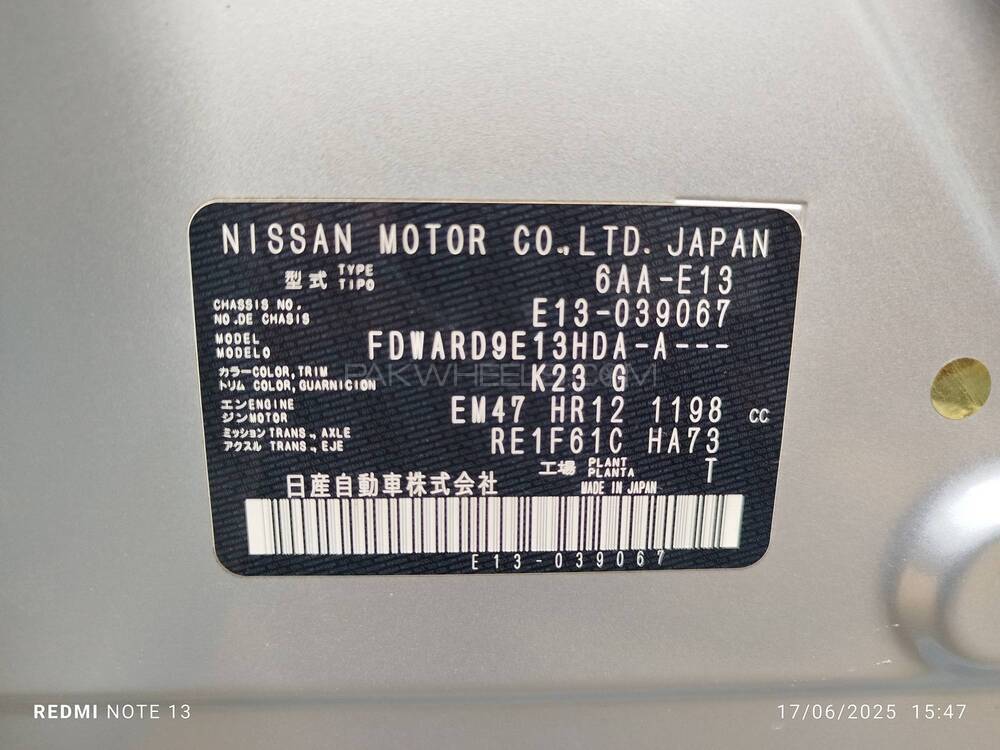 NISSAN MOTOR CO.,LTD. JAPAN
型式 TYPE TIPO 6AA-E13
CHASSIS NO. NO.DE CHASIS E13-039067
MODEL MODELO FDWARD9E13HDA-A---
カラー COLOR,TRIM トリム COLOR,GUARNICION K23 G
PAKWHEELS.COM
エンジン ENGINE MOTOR EM47 HR12 1198 CC
ミッション TRANS., AXLE アクスル TRANS., EJE RE1F61C HA73
工場 PLANT PLANTA T
日産自動車株式会社 MADE IN JAPAN
E13-039067
REDMI NOTE 13
17/06/2025 15:47